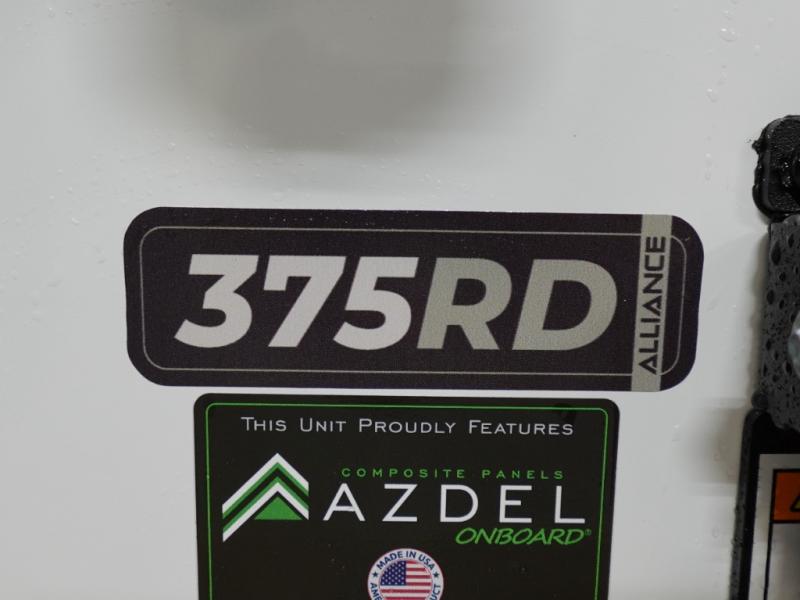 375RD
ALLIANCE
THIS UNIT PROUDLY FEATURES
COMPOSITE PANELS
AZDEL
ONBOARD®
MADE IN USA